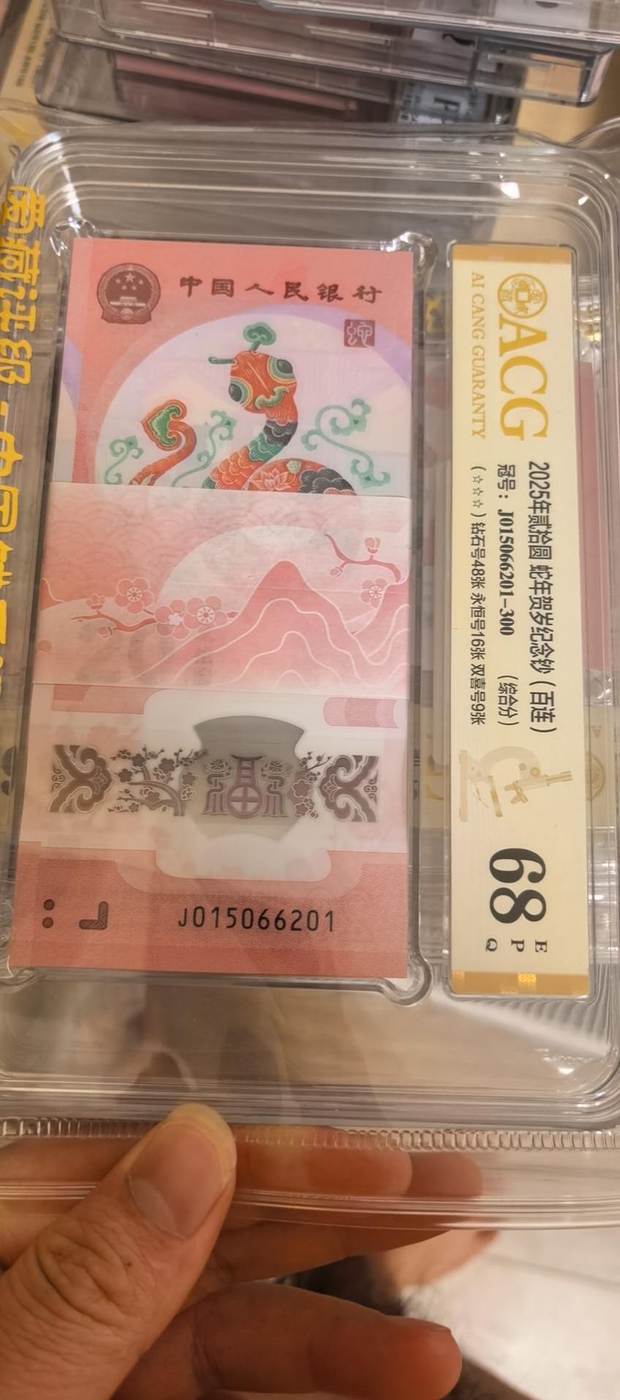 中国人民银行
蛇
福
J015066201
ACG
AI CANG GUARANTY
2025年贰拾圆 蛇年贺岁纪念钞（百连）
冠号：J015066201-300 （综合分）
（☆☆☆）钻石号48张 永恒号16张 双喜号9张
68
E
P
Q